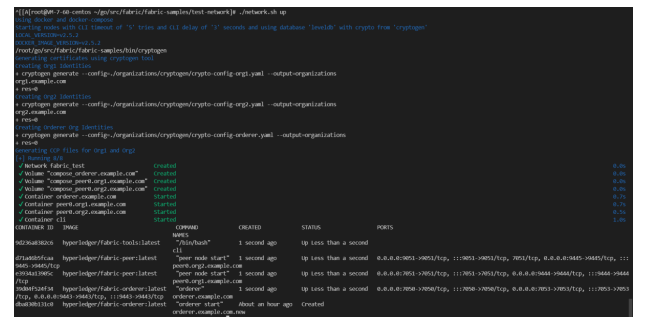 ^[[A[root@VM-7-60-centos ~/go/src/fabric/fabric-samples/test-network]# ./network.sh up
Using docker and docker-compose
Starting nodes with CLI timeout of '5' tries and CLI delay of '3' seconds and using database 'leveldb' with crypto from 'cryptogen'
LOCAL_VERSION=v2.5.2
DOCKER_IMAGE_VERSION=v2.5.2
/root/go/src/fabric/fabric-samples/bin/cryptogen
Generating certificates using cryptogen tool
Creating Org1 Identities
+ cryptogen generate --config=./organizations/cryptogen/crypto-config-org1.yaml --output=organizations
org1.example.com
+ res=0
Creating Org2 Identities
+ cryptogen generate --config=./organizations/cryptogen/crypto-config-org2.yaml --output=organizations
org2.example.com
+ res=0
Creating Orderer Org Identities
+ cryptogen generate --config=./organizations/cryptogen/crypto-config-orderer.yaml --output=organizations
+ res=0
Generating CCP files for Org1 and Org2
[+] Running 8/8
✓ Network fabric_test Created 0.0s
✓ Volume "compose_orderer.example.com" Created 0.0s
✓ Volume "compose_peer0.org1.example.com" Created 0.0s
✓ Volume "compose_peer0.org2.example.com" Created 0.0s
✓ Container orderer.example.com Started 0.7s
✓ Container peer0.org1.example.com Started 0.7s
✓ Container peer0.org2.example.com Started 0.5s
✓ Container cli Started 1.0s
CONTAINER ID IMAGE COMMAND CREATED STATUS PORTS
NAMES
9d236a8382c6 hyperledger/fabric-tools:latest "/bin/bash" 1 second ago Up Less than a second
cli
d71a46b5fcaa hyperledger/fabric-peer:latest "peer node start" 1 second ago Up Less than a second 0.0.0.0:9051->9051/tcp, :::9051->9051/tcp, 7051/tcp, 0.0.0.0:9445->9445/tcp, :::
9445->9445/tcp peer0.org2.example.com
e3934a13905c hyperledger/fabric-peer:latest "peer node start" 1 second ago Up Less than a second 0.0.0.0:7051->7051/tcp, :::7051->7051/tcp, 0.0.0.0:9444->9444/tcp, :::9444->9444
/tcp peer0.org1.example.com
39d04f524f34 hyperledger/fabric-orderer:latest "orderer" 1 second ago Up Less than a second 0.0.0.0:7050->7050/tcp, :::7050->7050/tcp, 0.0.0.0:7053->7053/tcp, :::7053->7053
/tcp, 0.0.0.0:9443->9443/tcp, :::9443->9443/tcp orderer.example.com
dba830b131c0 hyperledger/fabric-orderer:latest "orderer start" About an hour ago Created
orderer.example.com.new